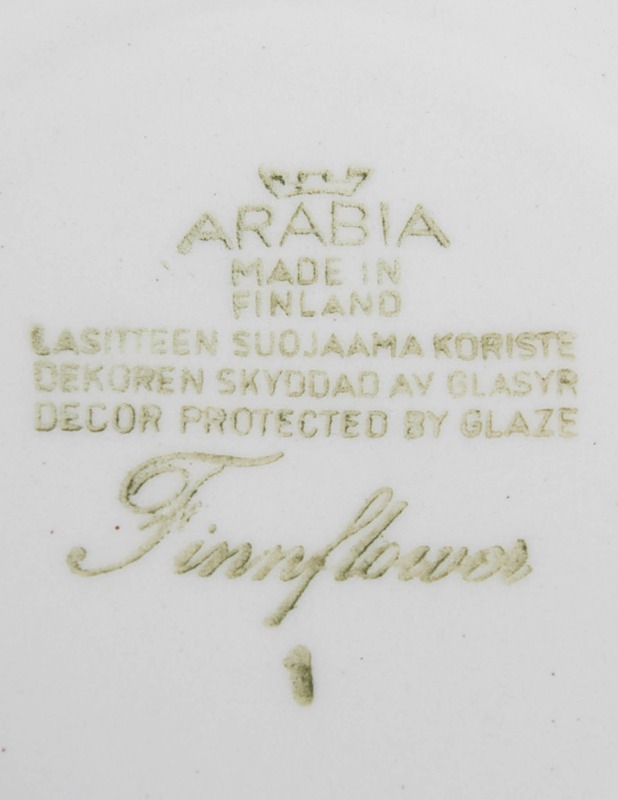 ARABIA
MADE IN
FINLAND
LASITTEEN SUOJAAMA KORISTE
DEKOREN SKYDDAD AV GLASYR
DECOR PROTECTED BY GLAZE
Finnflower
1